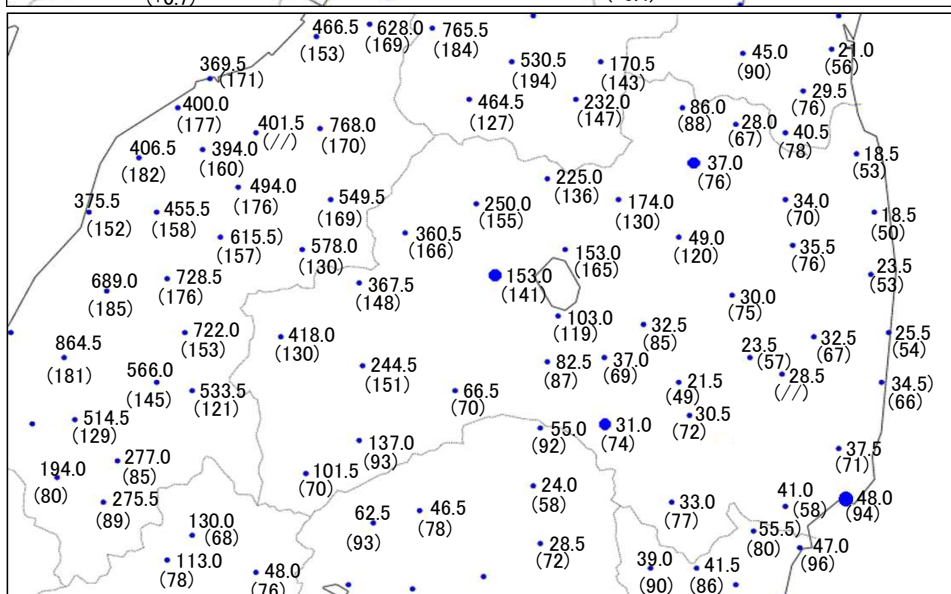 466.5 628.0 765.5
(153) (169) (184)
530.5 170.5 45.0 21.0
(194) (143) (90) (56)
369.5
(171)
400.0 464.5 232.0 86.0 29.5
(177) (127) (147) (88) (76)
401.5 768.0 28.0 40.5
(//) (170) (67) (78)
406.5 394.0 37.0 18.5
(182) (160) (76) (53)
494.0 225.0
(176) (136)
375.5 455.5 549.5 250.0 174.0 34.0 18.5
(152) (158) (169) (155) (130) (70) (50)
615.5) 578.0 360.5 153.0 49.0 35.5
(157) (130) (166) (165) (120) (76)
689.0 728.5 367.5 153.0 23.5
(185) (176) (148) (141) (53)
30.0
(75)
722.0 418.0 103.0 32.5 32.5 25.5
(153) (130) (119) (85) (67) (54)
864.5 244.5 82.5 37.0 23.5
(181) (151) (87) (69) (57)
566.0 533.5 66.5 21.5 28.5 34.5)
(145) (121) (70) (49) (//) (66)
514.5 55.0 31.0 30.5
(129) (92) (74) (72)
277.0 137.0 37.5
(85) (93) (71)
194.0 101.5
(80) (70)
275.5 62.5 46.5 24.0 33.0 41.0 48.0
(89) (93) (78) (58) (77) (58) (94)
130.0 28.5 55.5 47.0
(68) (72) (80) (96)
113.0 48.0 39.0 41.5
(78) (76) (90) (86)